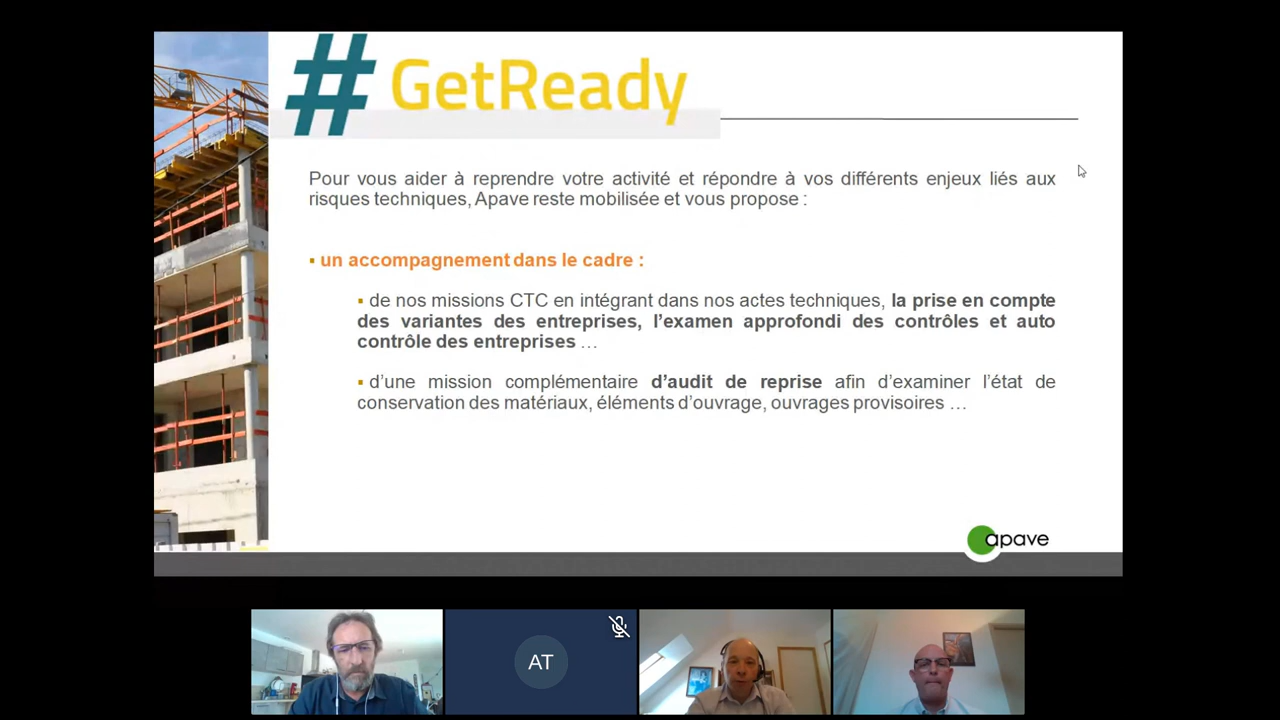 #GetReady
Pour vous aider à reprendre votre activité et répondre à vos différents enjeux liés aux
risques techniques, Apave reste mobilisée et vous propose :
▪ un accompagnement dans le cadre :
▪ de nos missions CTC en intégrant dans nos actes techniques, la prise en compte
des variantes des entreprises, l’examen approfondi des contrôles et auto
contrôle des entreprises …
▪ d’une mission complémentaire d’audit de reprise afin d’examiner l’état de
conservation des matériaux, éléments d’ouvrage, ouvrages provisoires …
apave
AT